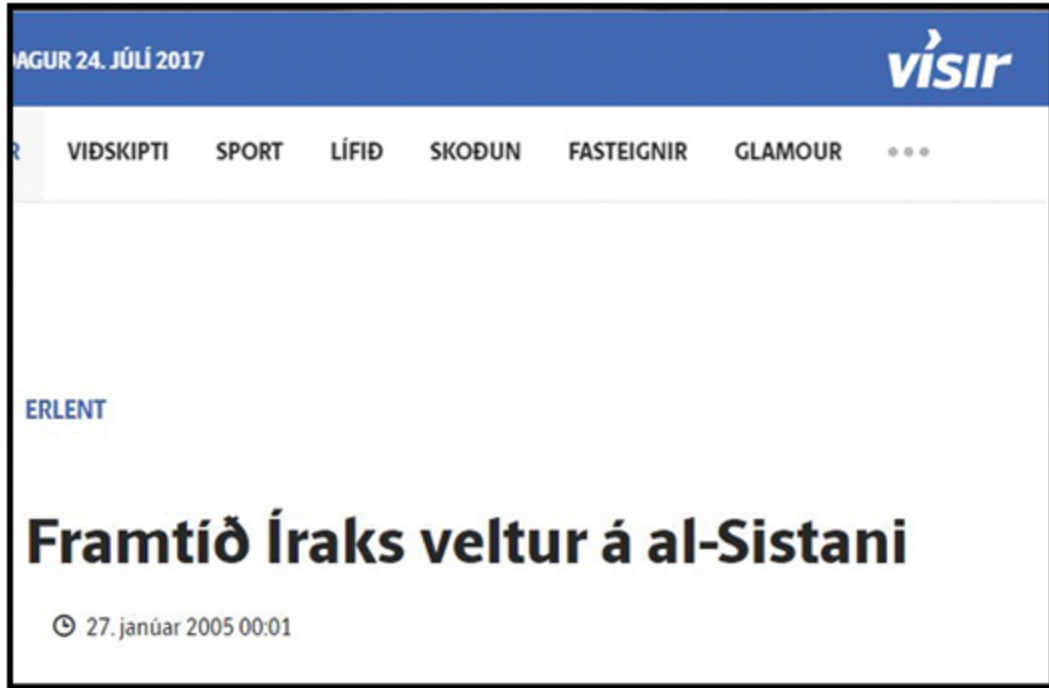 AGUR 24. JÚLÍ 2017
vísir
R VIÐSKIPTI SPORT LÍFIÐ SKOÐUN FASTEIGNIR GLAMOUR
ERLENT
Framtíð Íraks veltur á al-Sistani
27. janúar 2005 00:01